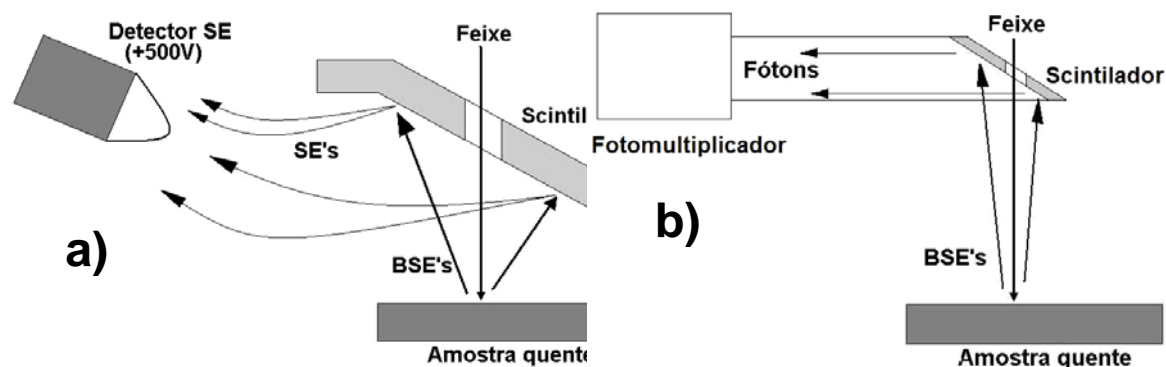 Detector SE
(+500V)
Feixe
Scintil
SE's
a)
BSE's
Amostra quente
Feixe
Fótons
Scintilador
Fotomultiplicador
b)
BSE's
Amostra quente